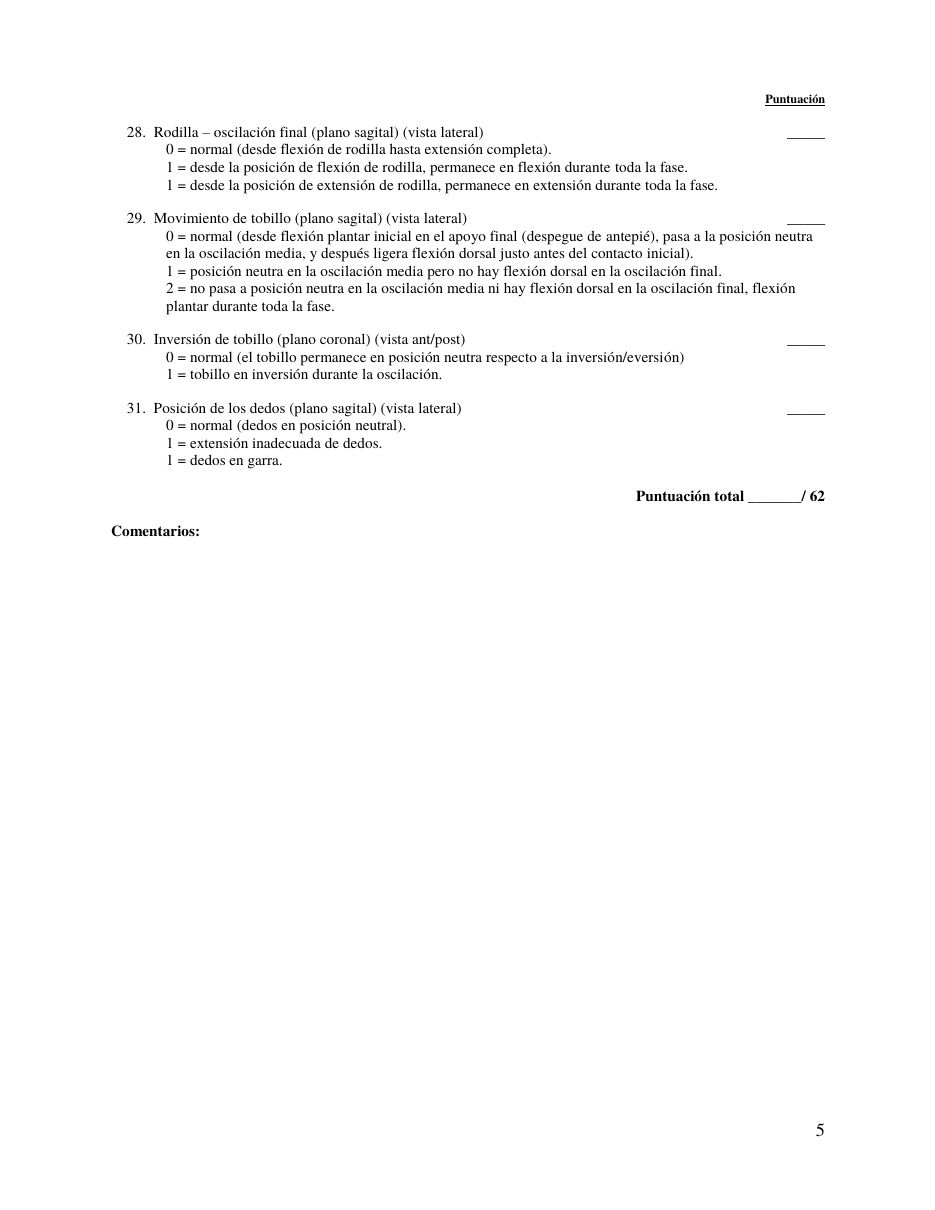 Puntuación
28. Rodilla – oscilación final (plano sagital) (vista lateral) _____
0 = normal (desde flexión de rodilla hasta extensión completa).
1 = desde la posición de flexión de rodilla, permanece en flexión durante toda la fase.
1 = desde la posición de extensión de rodilla, permanece en extensión durante toda la fase.
29. Movimiento de tobillo (plano sagital) (vista lateral) _____
0 = normal (desde flexión plantar inicial en el apoyo final (despegue de antepié), pasa a la posición neutra
en la oscilación media, y después ligera flexión dorsal justo antes del contacto inicial).
1 = posición neutra en la oscilación media pero no hay flexión dorsal en la oscilación final.
2 = no pasa a posición neutra en la oscilación media ni hay flexión dorsal en la oscilación final, flexión
plantar durante toda la fase.
30. Inversión de tobillo (plano coronal) (vista ant/post) _____
0 = normal (el tobillo permanece en posición neutra respecto a la inversión/eversión)
1 = tobillo en inversión durante la oscilación.
31. Posición de los dedos (plano sagital) (vista lateral) _____
0 = normal (dedos en posición neutral).
1 = extensión inadecuada de dedos.
1 = dedos en garra.
Puntuación total _______/ 62
Comentarios:
5